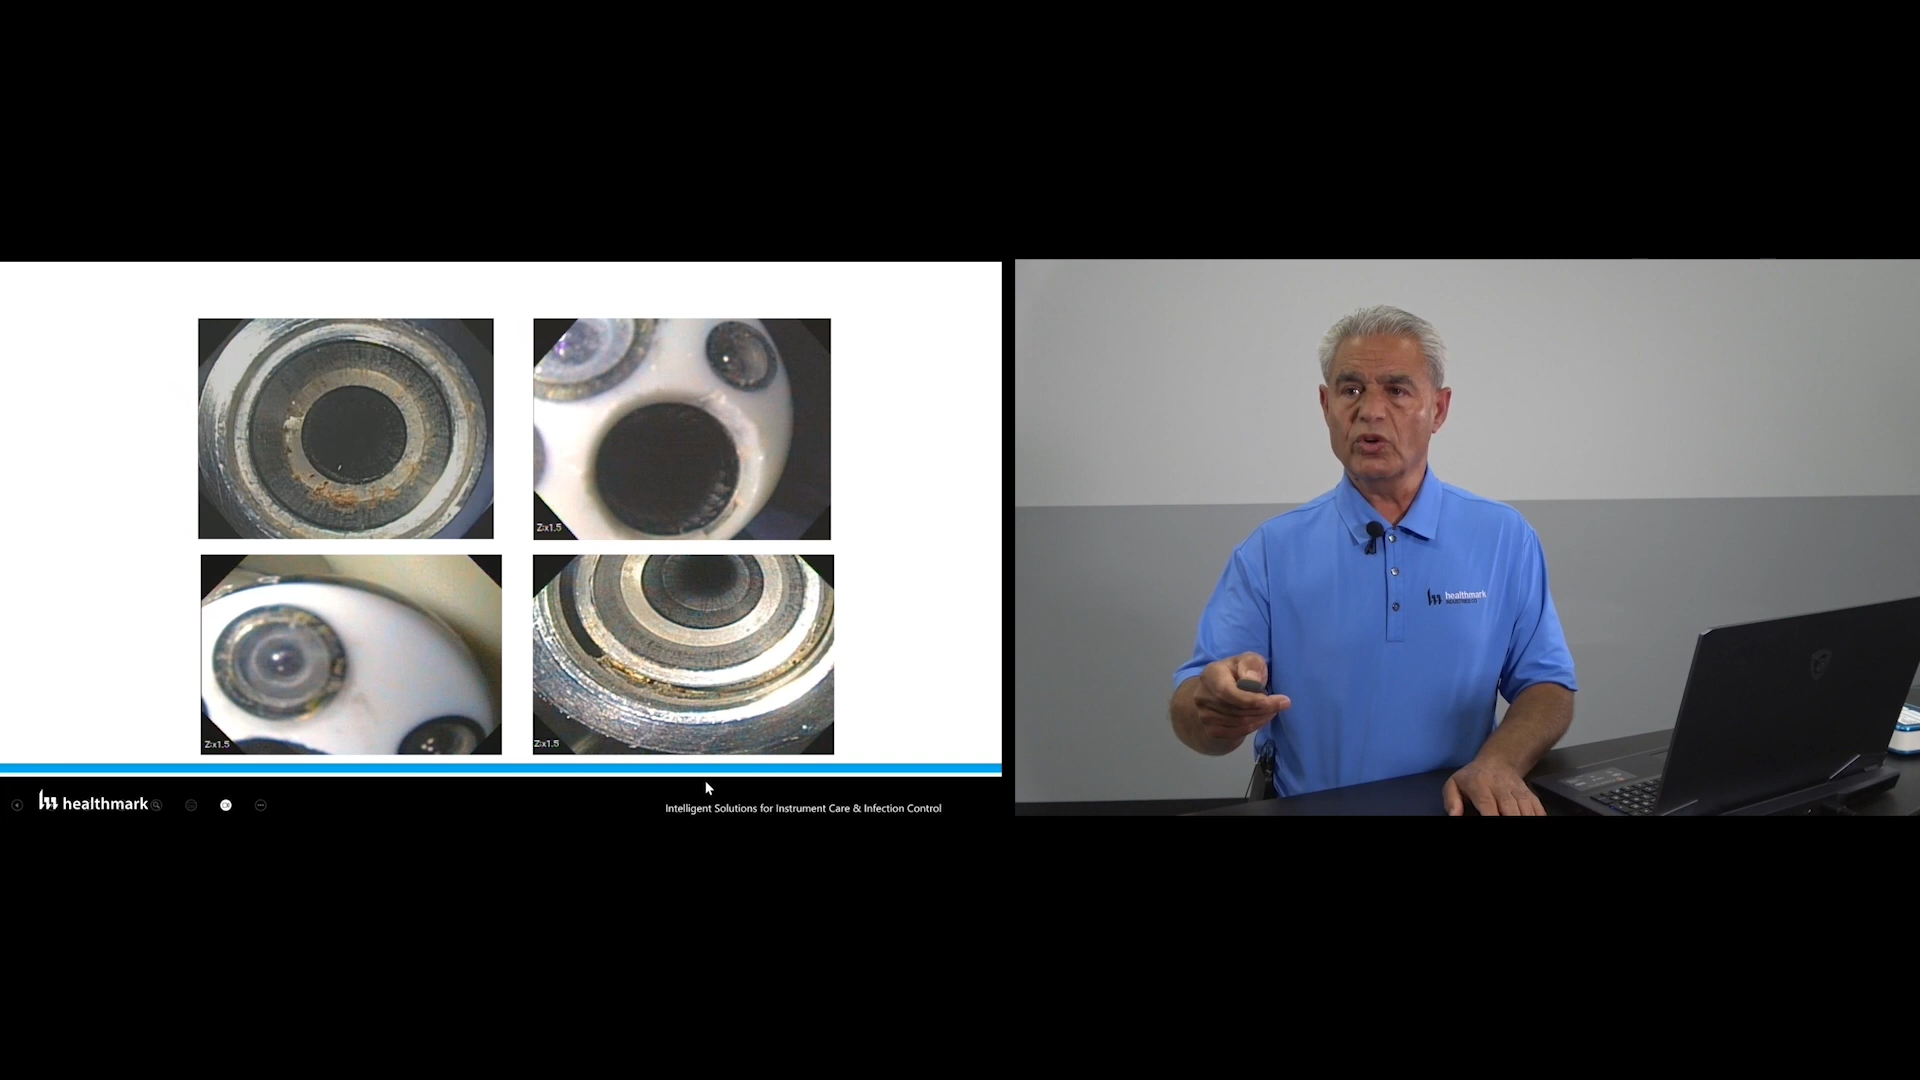 Z:x1.5
Z:x1.5
Z:x1.5
healthmark
Intelligent Solutions for Instrument Care & Infection Control
healthmark